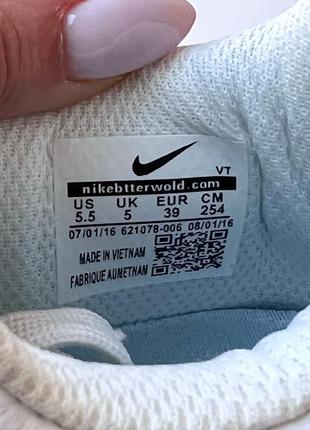 VT
nikebtterwold.com
US UK EUR CM
5.5 5 39 254
07/01/16 621078-006 08/01/16
MADE IN VIETNAM
FABRIQUE AUMETNAM